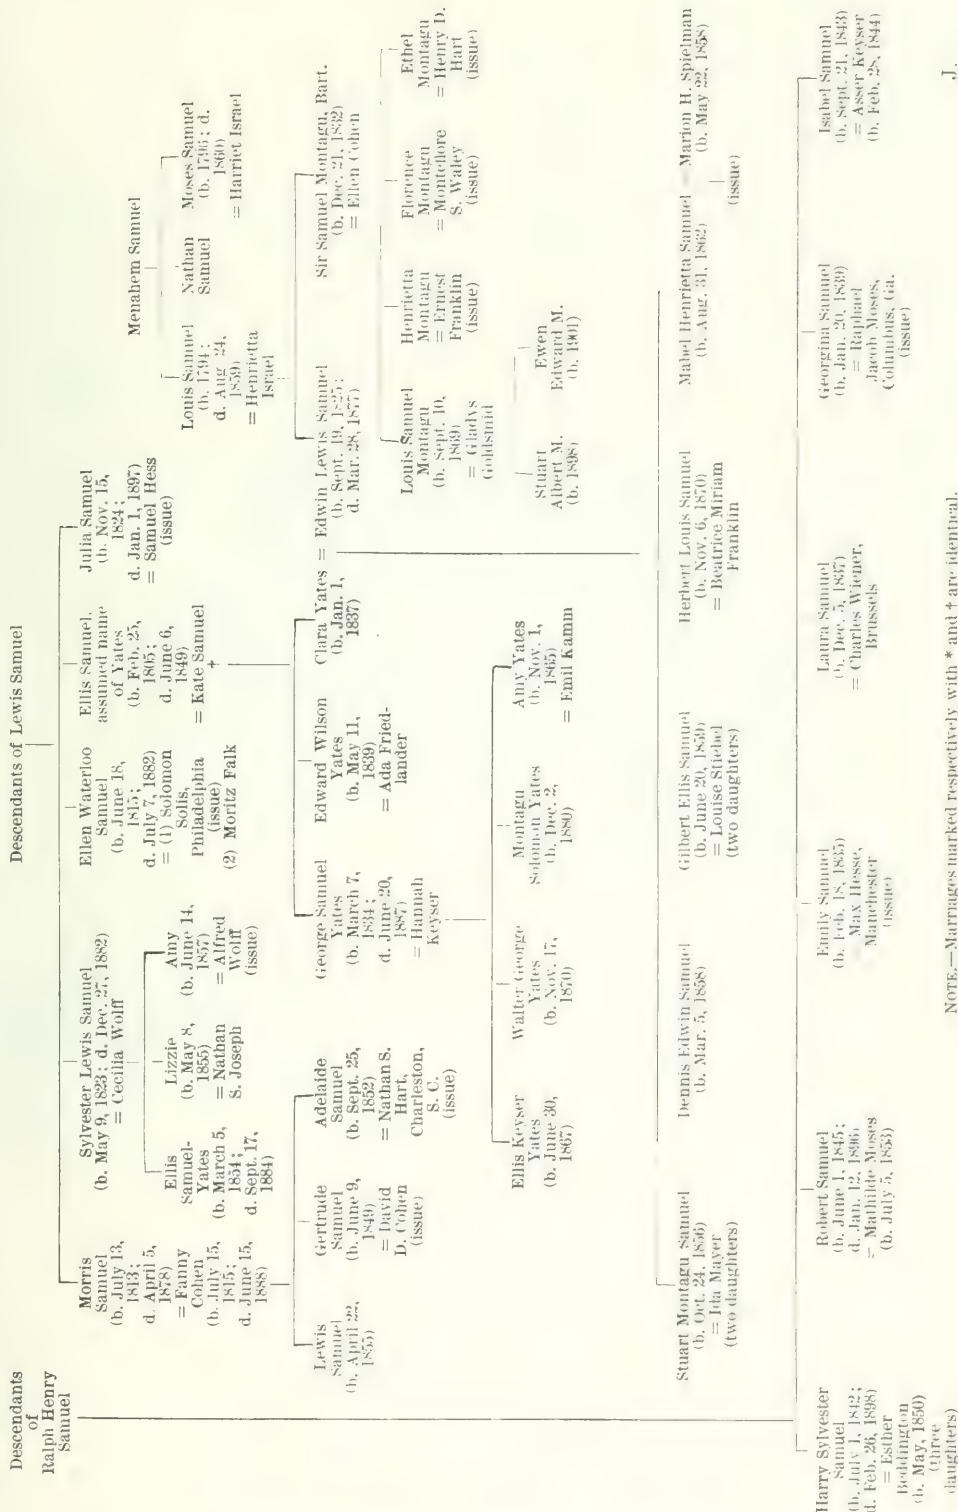 Descendants
of
Ralph Henry
Samuel
Descendants of Lewis Samuel
Morris
Samuel
(b. July 13,
1813;
d. April 5,
1878)
= Fanny
Cohen
(b. July 15,
1815;
d. June 15,
1888)
Sylvester Lewis Samuel
(b. May 9, 1823; d. Dec. 27, 1882)
= Cecilia Wolff
Ellen Waterloo
Samuel
(b. June 18,
1815;
d. July 7, 1882)
= (1) Solomon
Solis,
Philadelphia
(issue)
(2) Moritz Falk
Ellis Samuel.
assumed name
of Yates
(b. Feb. 25,
1805;
d. June 6,
1849)
= Kate Samuel
†
Julia Samuel
(b. Nov. 15,
1824;
d. Jan. 1, 1897)
= Samuel Hess
(issue)
Menahem Samuel
Louis Samuel
(b. 1794;
d. Aug. 24,
1859)
= Henrietta
Israel
Nathan
Samuel
Moses Samuel
(b. 1795; d.
1860)
= Harriet Israel
Ellis
Samuel-
Yates
(b. March 5,
1854;
d. Sept. 17,
1884)
Lizzie
(b. May 8,
1855)
= Nathan
S. Joseph
Amy
(b. June 14,
1857)
= Alfred
Wolff
(issue)
Lewis
Samuel
(b. April 22,
1855)
Gertrude
Samuel
(b. June 9,
1849)
= David
D. Cohen
(issue)
Adelaide
Samuel
(b. Sept. 25,
1852)
= Nathan S.
Hart,
Charleston,
S. C.
(issue)
George Samuel
Yates
(b. March 7,
1834;
d. June 20,
1887)
= Hannah
Keyser
Edward Wilson
Yates
(b. May 11,
1839)
= Ada Fried-
lander
Clara Yates
(b. Jan. 1,
1837)
= Edwin Lewis Samuel
(b. Sept. 19, 1825;
d. Mar. 28, 1877)
Sir Samuel Montagu, Bart.
(b. Dec. 21, 1832)
= Ellen Cohen
Louis Samuel
Montagu
(b. Sept. 10,
1869)
= Gladys
Goldsmid
Henrietta
Montagu
= Ernest
Franklin
(issue)
Florence
Montagu
= Montefiore
S. Waley
(issue)
Ethel
Montagu
= Henry D.
Hart
(issue)
Stuart
Albert M.
(b. 1898)
Ewen
Edward M.
(b. 1901)
Ellis Keyser
Yates
(b. June 30,
1867)
Walter George
Yates
(b. Nov. 17,
1870)
Montagu
Solomon Yates
(b. Dec. 2,
1880)
Amy Yates
(b. Nov. 1,
1865)
= Emil Kamm
Stuart Montagu Samuel
(b. Oct. 24, 1856)
= Ida Mayer
(two daughters)
Dennis Edwin Samuel
(b. Mar. 5, 1858)
Gilbert Ellis Samuel
(b. June 20, 1859)
= Louise Stiebel
(two daughters)
Herbert Louis Samuel
(b. Nov. 6, 1870)
= Beatrice Miriam
Franklin
Mabel Henrietta Samuel
(b. Aug. 31, 1862)
= Marion H. Spielman
(b. May 22, 1858)
(issue)
Harry Sylvester
Samuel
(b. July 1, 1842;
d. Feb. 26, 1898)
= Esther
Beddington
(b. May, 1850)
(three
daughters)
Robert Samuel
(b. June 1, 1845;
d. Jan. 12, 1896)
= Mathilde Moses
(b. July 5, 1853)
Emily Samuel
(b. Feb. 18, 1835)
Max Hesse,
Manchester
(issue)
Laura Samuel
(b. Dec. 5, 1837)
= Charles Wiener,
Brussels
Georgina Samuel
(b. Jan. 20, 1839)
= Raphael
Jacob Moses,
Columbus, Ga.
(issue)
Isabel Samuel
(b. Sept. 21, 1843)
= Asser Keyser
(b. Feb. 28, 1844)
NOTE.—Marriages marked respectively with * and † are identical.
J.